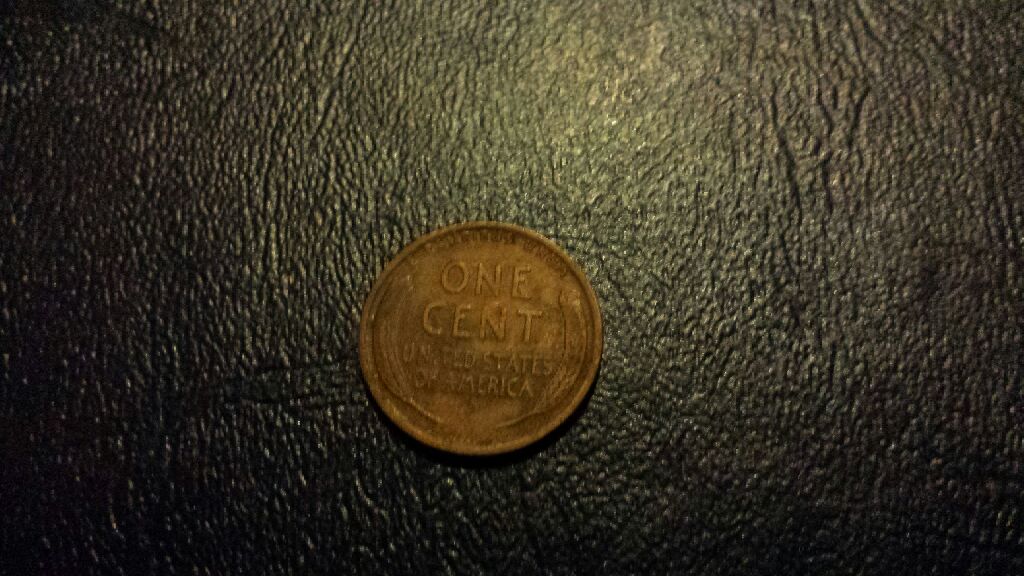 ONE
CENT
UNITED STATES
OF AMERICA